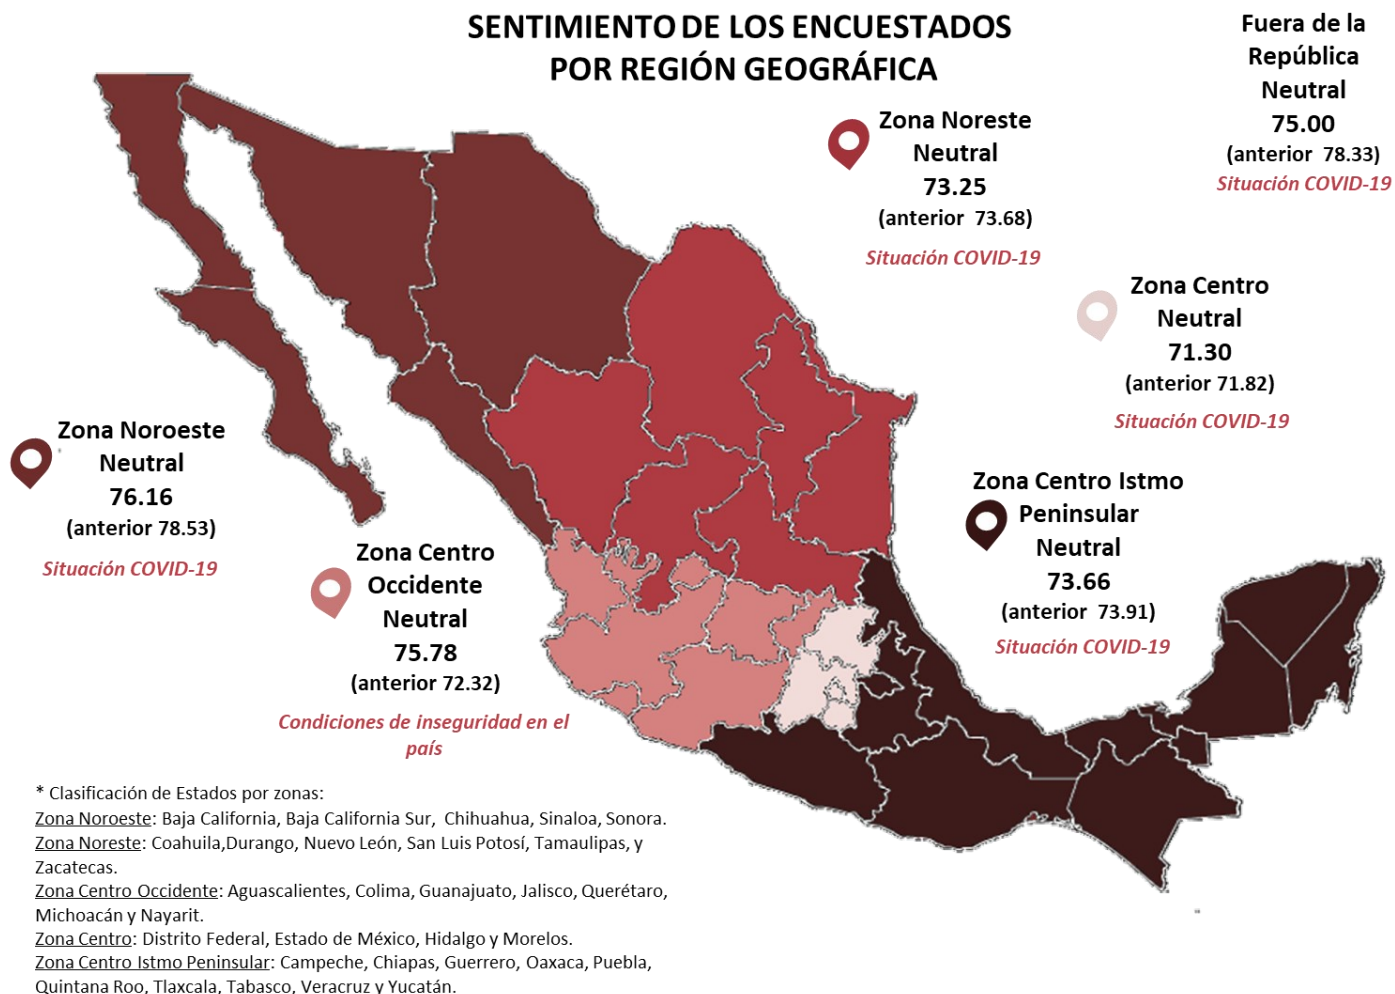 SENTIMIENTO DE LOS ENCUESTADOS
POR REGIÓN GEOGRÁFICA
Fuera de la
República
Neutral
75.00
(anterior 78.33)
Situación COVID-19
Zona Noreste
Neutral
73.25
(anterior 73.68)
Situación COVID-19
Zona Centro
Neutral
71.30
(anterior 71.82)
Situación COVID-19
Zona Noroeste
Neutral
76.16
(anterior 78.53)
Situación COVID-19
Zona Centro Istmo
Peninsular
Neutral
73.66
(anterior 73.91)
Situación COVID-19
Zona Centro
Occidente
Neutral
75.78
(anterior 72.32)
Condiciones de inseguridad en el
país
* Clasificación de Estados por zonas:
Zona Noroeste: Baja California, Baja California Sur, Chihuahua, Sinaloa, Sonora.
Zona Noreste: Coahuila,Durango, Nuevo León, San Luis Potosí, Tamaulipas, y
Zacatecas.
Zona Centro Occidente: Aguascalientes, Colima, Guanajuato, Jalisco, Querétaro,
Michoacán y Nayarit.
Zona Centro: Distrito Federal, Estado de México, Hidalgo y Morelos.
Zona Centro Istmo Peninsular: Campeche, Chiapas, Guerrero, Oaxaca, Puebla,
Quintana Roo, Tlaxcala, Tabasco, Veracruz y Yucatán.